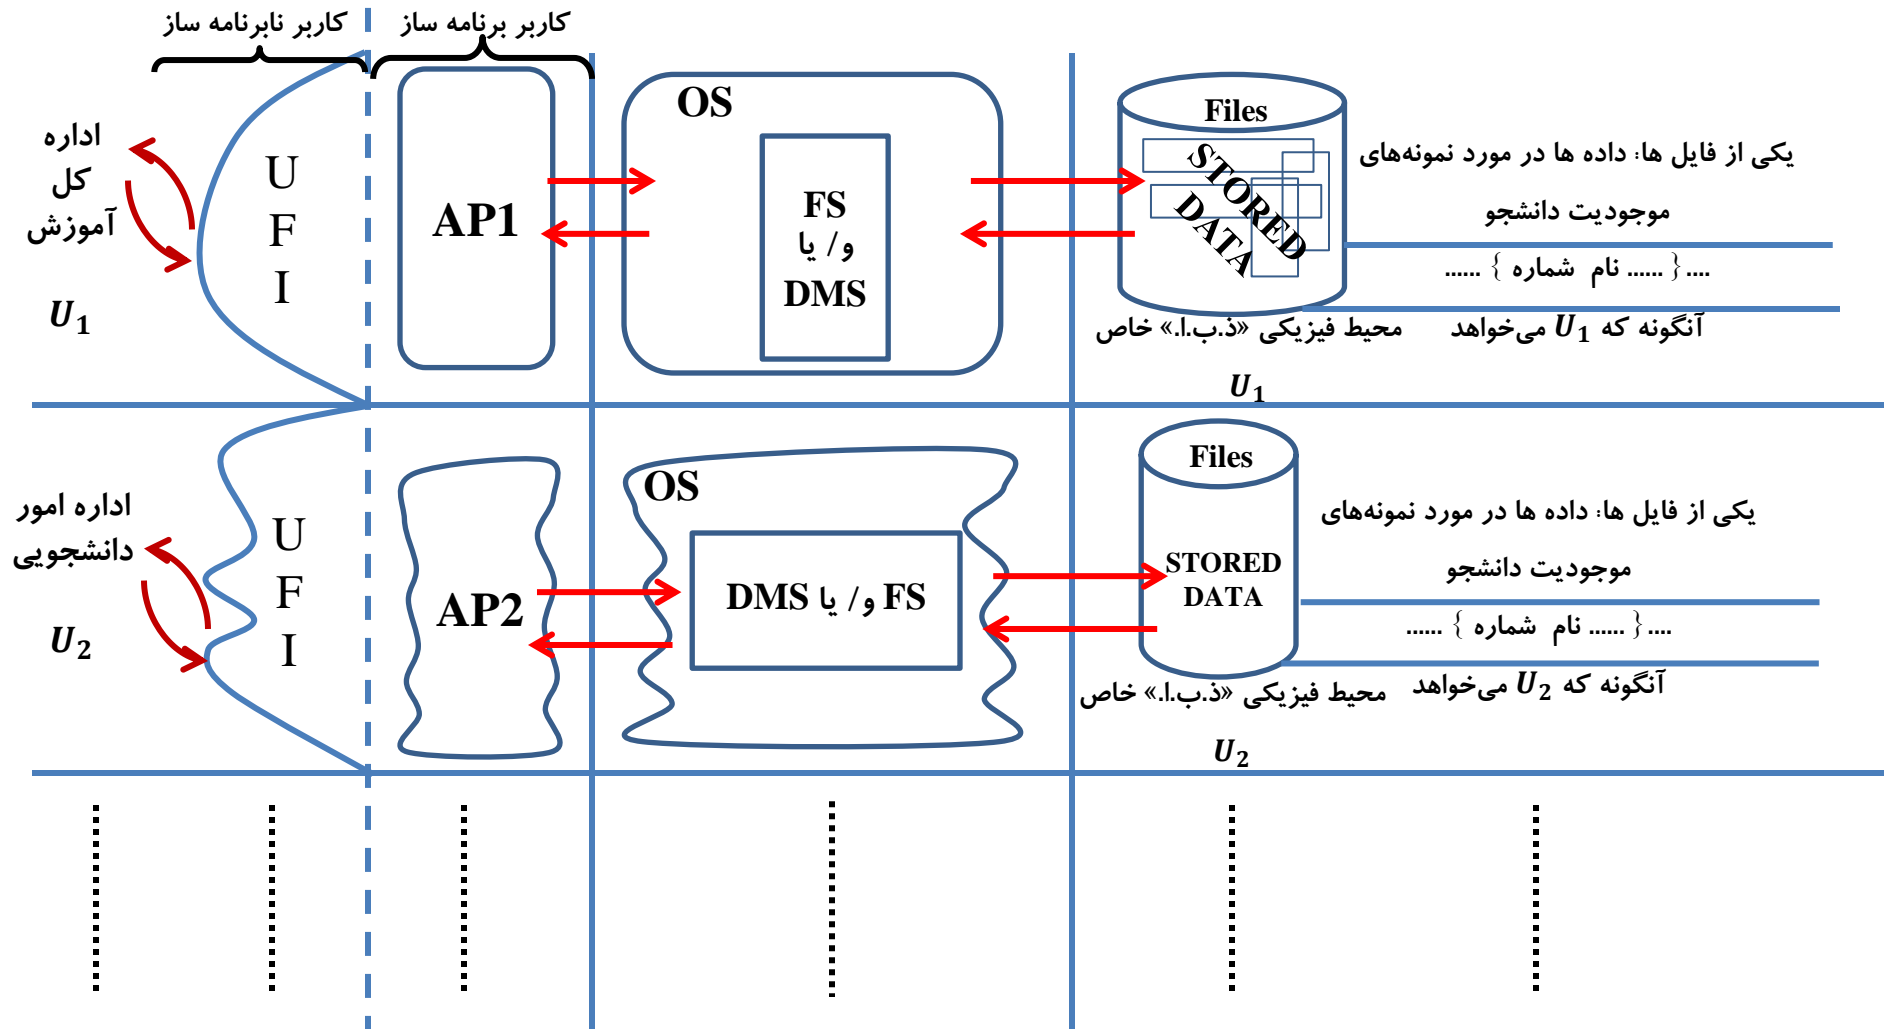 کاربر نابرنامه ساز
کاربر برنامه ساز
اداره
کل
آموزش
U₁
U
F
I
AP1
OS
FS
و/ یا
DMS
Files
STORED
DATA
یکی از فایل ها: داده ها در مورد نمونه‌های
موجودیت دانشجو
...... { نام شماره ...... } ....
آنگونه که U₁ می‌خواهد
محیط فیزیکی «ذ.ب.ا.» خاص
U₁
اداره امور
دانشجویی
U₂
U
F
I
AP2
OS
FS و/ یا DMS
Files
STORED
DATA
یکی از فایل ها: داده ها در مورد نمونه‌های
موجودیت دانشجو
...... { نام شماره ...... } ....
آنگونه که U₂ می‌خواهد
محیط فیزیکی «ذ.ب.ا.» خاص
U₂